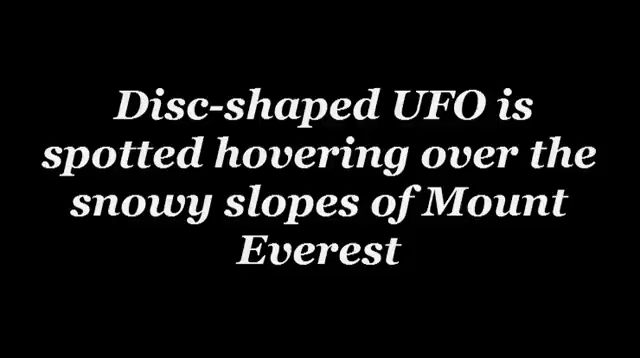 Disc-shaped UFO is
spotted hovering over the
snowy slopes of Mount
Everest